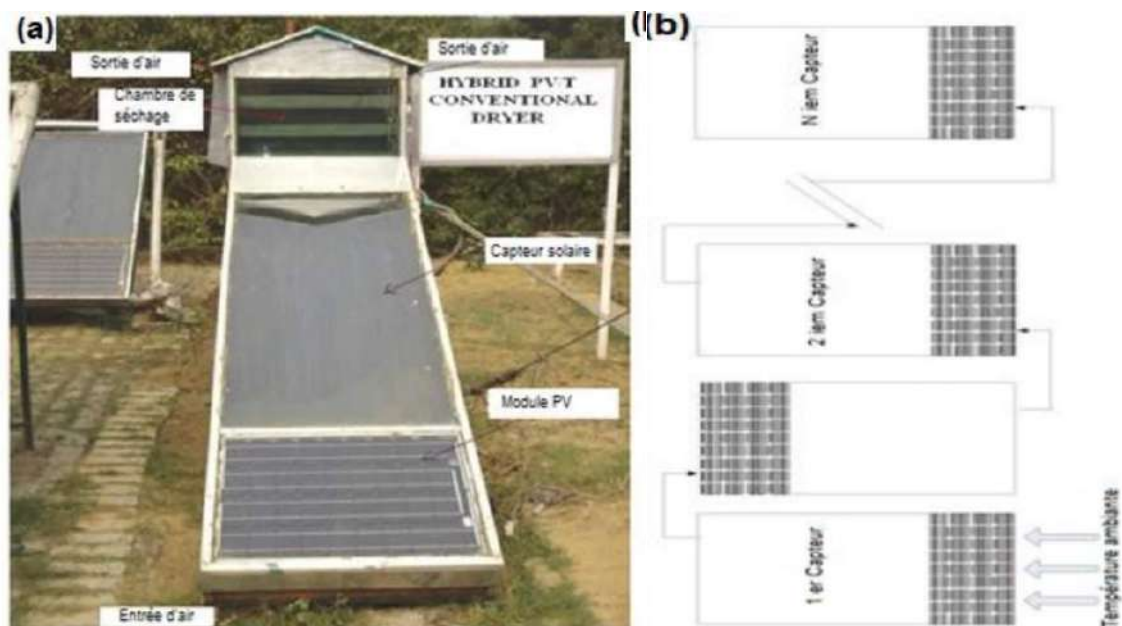 (a)
Sortie d'air
Sortie d'air
Chambre de
séchage
HYBRID PVT
CONVENTIONAL
DRYER
Capteur solaire
Module PV
Entrée d'air
(b)
N iem Capteur
2 iem Capteur
1 er Capteur
Température ambiante